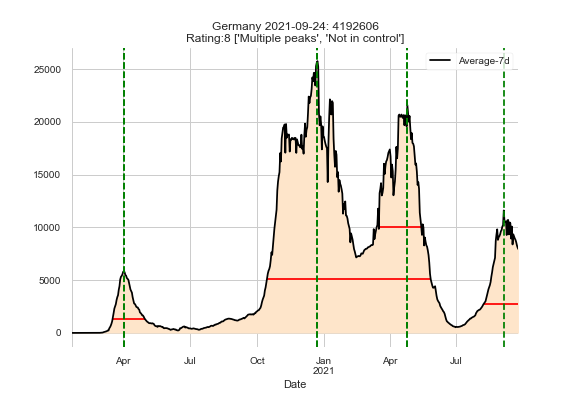 Germany 2021-09-24: 4192606
Rating:8 ['Multiple peaks', 'Not in control']
Average-7d
25000
20000
15000
10000
5000
0
Apr
Jul
Oct
Jan
2021
Apr
Jul
Date